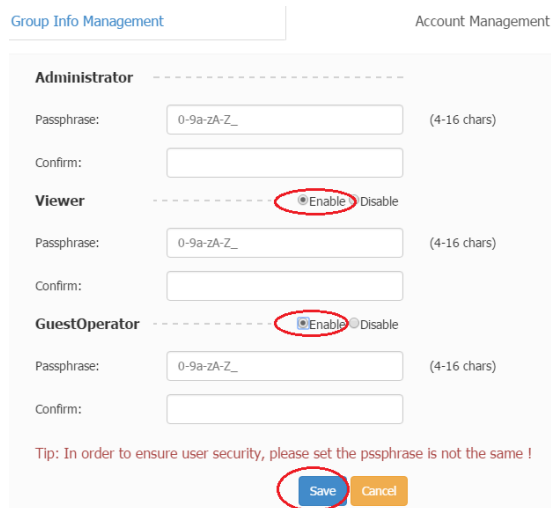 Group Info Management Account Management
Administrator
Passphrase: 0-9a-zA-Z_ (4-16 chars)
Confirm:
Viewer Enable Disable
Passphrase: 0-9a-zA-Z_ (4-16 chars)
Confirm:
GuestOperator Enable Disable
Passphrase: 0-9a-zA-Z_ (4-16 chars)
Confirm:
Tip: In order to ensure user security, please set the pssphrase is not the same !
Save Cancel